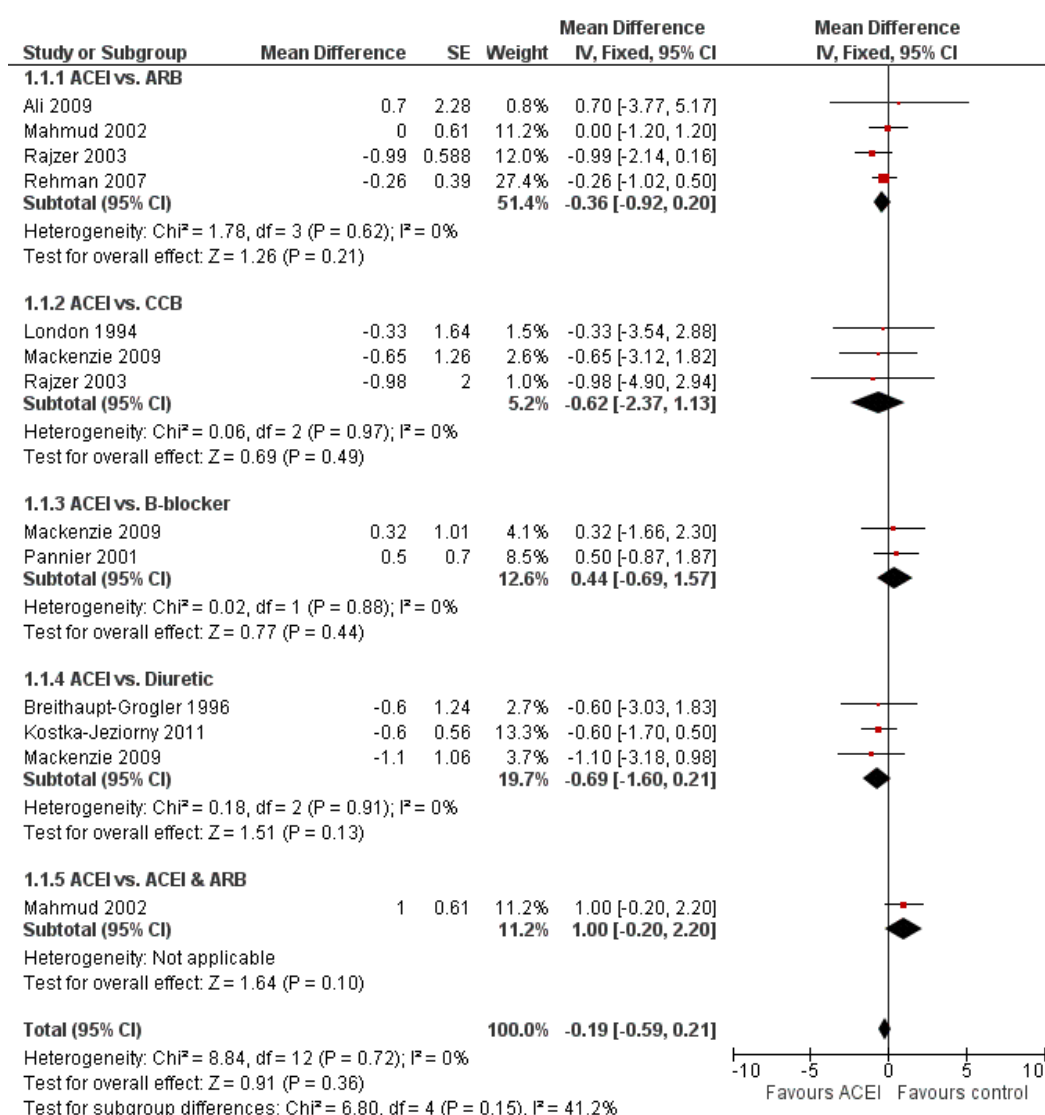 Mean Difference Mean Difference
Study or Subgroup Mean Difference SE Weight IV, Fixed, 95% CI IV, Fixed, 95% CI
1.1.1 ACEI vs. ARB
Ali 2009 0.7 2.28 0.8% 0.70 [-3.77, 5.17]
Mahmud 2002 0 0.61 11.2% 0.00 [-1.20, 1.20]
Rajzer 2003 -0.99 0.588 12.0% -0.99 [-2.14, 0.16]
Rehman 2007 -0.26 0.39 27.4% -0.26 [-1.02, 0.50]
Subtotal (95% CI) 51.4% -0.36 [-0.92, 0.20]
Heterogeneity: Chi² = 1.78, df = 3 (P = 0.62); I² = 0%
Test for overall effect: Z = 1.26 (P = 0.21)
1.1.2 ACEI vs. CCB
London 1994 -0.33 1.64 1.5% -0.33 [-3.54, 2.88]
Mackenzie 2009 -0.65 1.26 2.6% -0.65 [-3.12, 1.82]
Rajzer 2003 -0.98 2 1.0% -0.98 [-4.90, 2.94]
Subtotal (95% CI) 5.2% -0.62 [-2.37, 1.13]
Heterogeneity: Chi² = 0.06, df = 2 (P = 0.97); I² = 0%
Test for overall effect: Z = 0.69 (P = 0.49)
1.1.3 ACEI vs. B-blocker
Mackenzie 2009 0.32 1.01 4.1% 0.32 [-1.66, 2.30]
Pannier 2001 0.5 0.7 8.5% 0.50 [-0.87, 1.87]
Subtotal (95% CI) 12.6% 0.44 [-0.69, 1.57]
Heterogeneity: Chi² = 0.02, df = 1 (P = 0.88); I² = 0%
Test for overall effect: Z = 0.77 (P = 0.44)
1.1.4 ACEI vs. Diuretic
Breithaupt-Grogler 1996 -0.6 1.24 2.7% -0.60 [-3.03, 1.83]
Kostka-Jeziorny 2011 -0.6 0.56 13.3% -0.60 [-1.70, 0.50]
Mackenzie 2009 -1.1 1.06 3.7% -1.10 [-3.18, 0.98]
Subtotal (95% CI) 19.7% -0.69 [-1.60, 0.21]
Heterogeneity: Chi² = 0.18, df = 2 (P = 0.91); I² = 0%
Test for overall effect: Z = 1.51 (P = 0.13)
1.1.5 ACEI vs. ACEI & ARB
Mahmud 2002 1 0.61 11.2% 1.00 [-0.20, 2.20]
Subtotal (95% CI) 11.2% 1.00 [-0.20, 2.20]
Heterogeneity: Not applicable
Test for overall effect: Z = 1.64 (P = 0.10)
Total (95% CI) 100.0% -0.19 [-0.59, 0.21]
Heterogeneity: Chi² = 8.84, df = 12 (P = 0.72); I² = 0%
Test for overall effect: Z = 0.91 (P = 0.36)
Test for subgroup differences: Chi² = 6.80, df = 4 (P = 0.15), I² = 41.2%
-10 -5 0 5 10
Favours ACEI Favours control